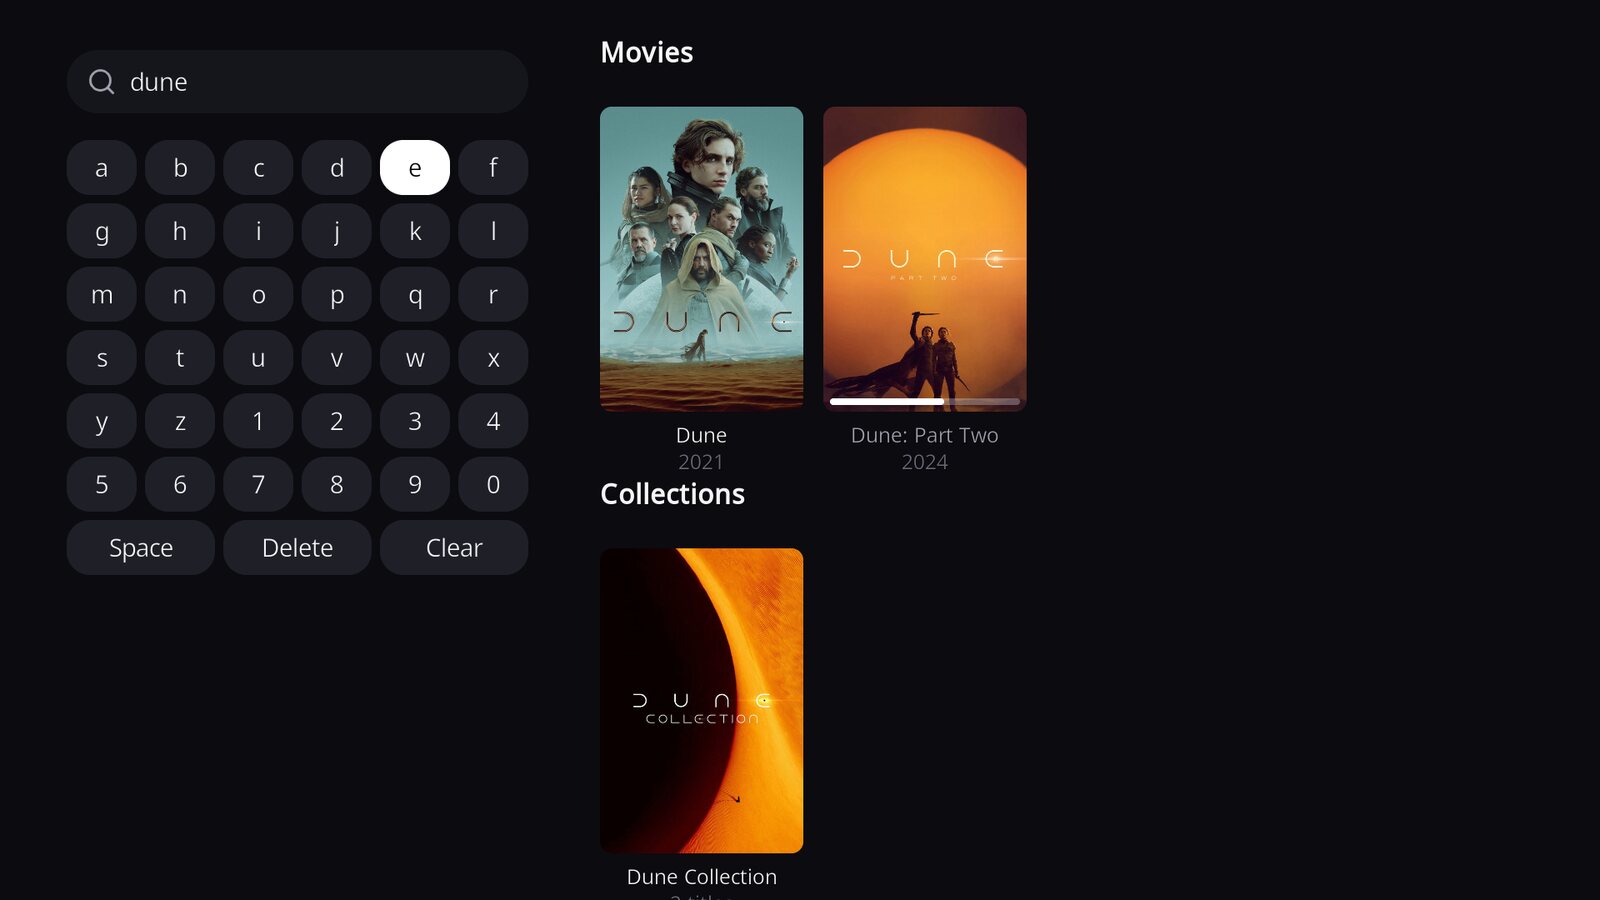 dune
a b c d e f
g h i j k l
m n o p q r
s t u v w x
y z 1 2 3 4
5 6 7 8 9 0
Space Delete Clear
Movies
DUNE
DUNE
PART TWO
Dune
2021
Dune: Part Two
2024
Collections
DUNE
COLLECTION
Dune Collection